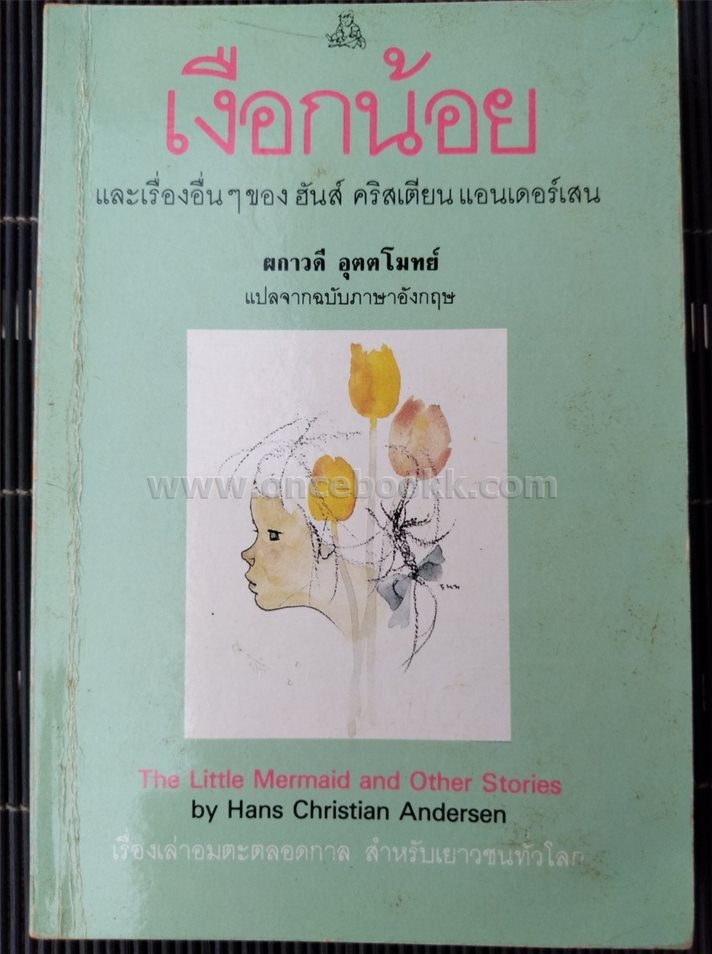 เงือกน้อย
และเรื่องอื่นๆของ ฮันส์ คริสเตียน แอนเดอร์เสน
ผกาวดี อุตตโมทย์
แปลจากฉบับภาษาอังกฤษ
www.oncebookk.com
The Little Mermaid and Other Stories
by Hans Christian Andersen
เรื่องเล่าอมตะตลอดกาล สำหรับเยาวชนทั่วโลก